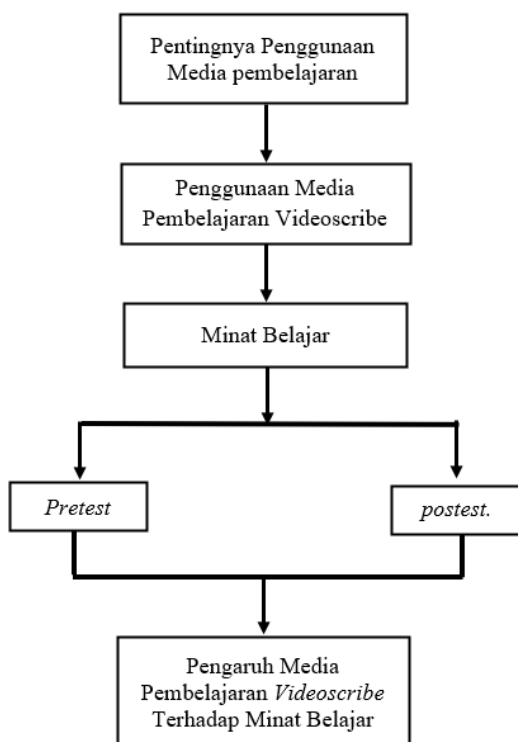 Pentingnya Penggunaan
Media pembelajaran
Penggunaan Media
Pembelajaran Videoscribe
Minat Belajar
Pretest
postest.
Pengaruh Media
Pembelajaran Videoscribe
Terhadap Minat Belajar